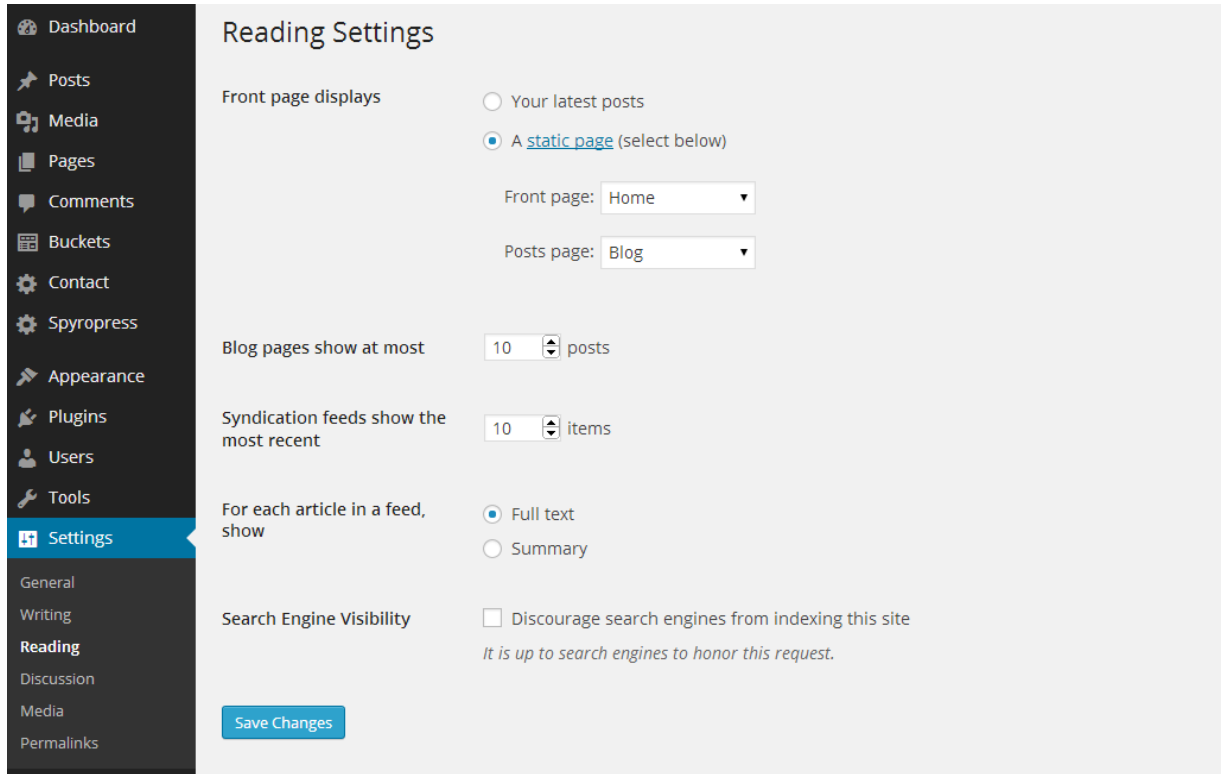 Dashboard
Posts
Media
Pages
Comments
Buckets
Contact
Spyropress
Appearance
Plugins
Users
Tools
Settings
General
Writing
Reading
Discussion
Media
Permalinks
Reading Settings
Front page displays
Your latest posts
A static page (select below)
Front page: Home
Posts page: Blog
Blog pages show at most
10 posts
Syndication feeds show the
most recent
10 items
For each article in a feed,
show
Full text
Summary
Search Engine Visibility
Discourage search engines from indexing this site
It is up to search engines to honor this request.
Save Changes